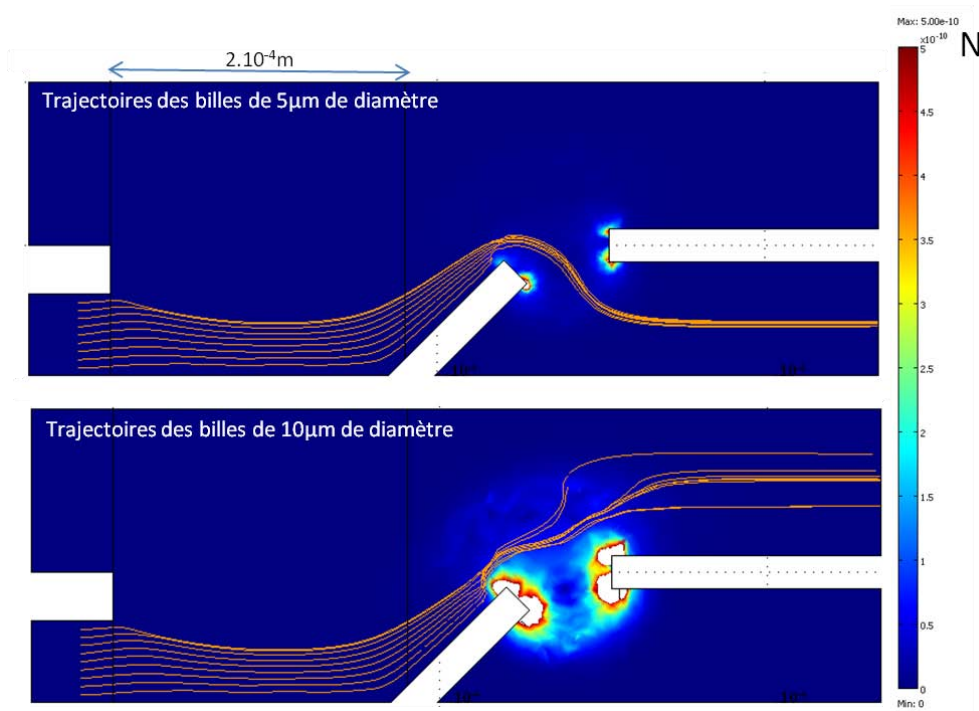 Max: 5.00e-10
x10⁻¹⁰
N
5
4.5
4
3.5
3
2.5
2
1.5
1
0.5
0
Min: 0
2.10⁻⁴m
Trajectoires des billes de 5µm de diamètre
Trajectoires des billes de 10µm de diamètre